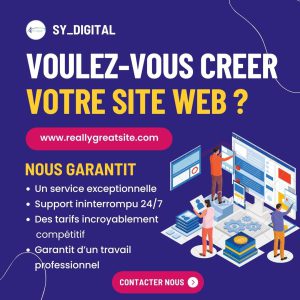 SY_DIGITAL
VOULEZ-VOUS CREER
VOTRE SITE WEB ?
www.reallygreatsite.com
NOUS GARANTIT
• Un service exceptionnelle
• Support ininterrompu 24/7
• Des tarifs incroyablement
compétitif
• Garantit d'un travail
professionnel
CONTACTER NOUS